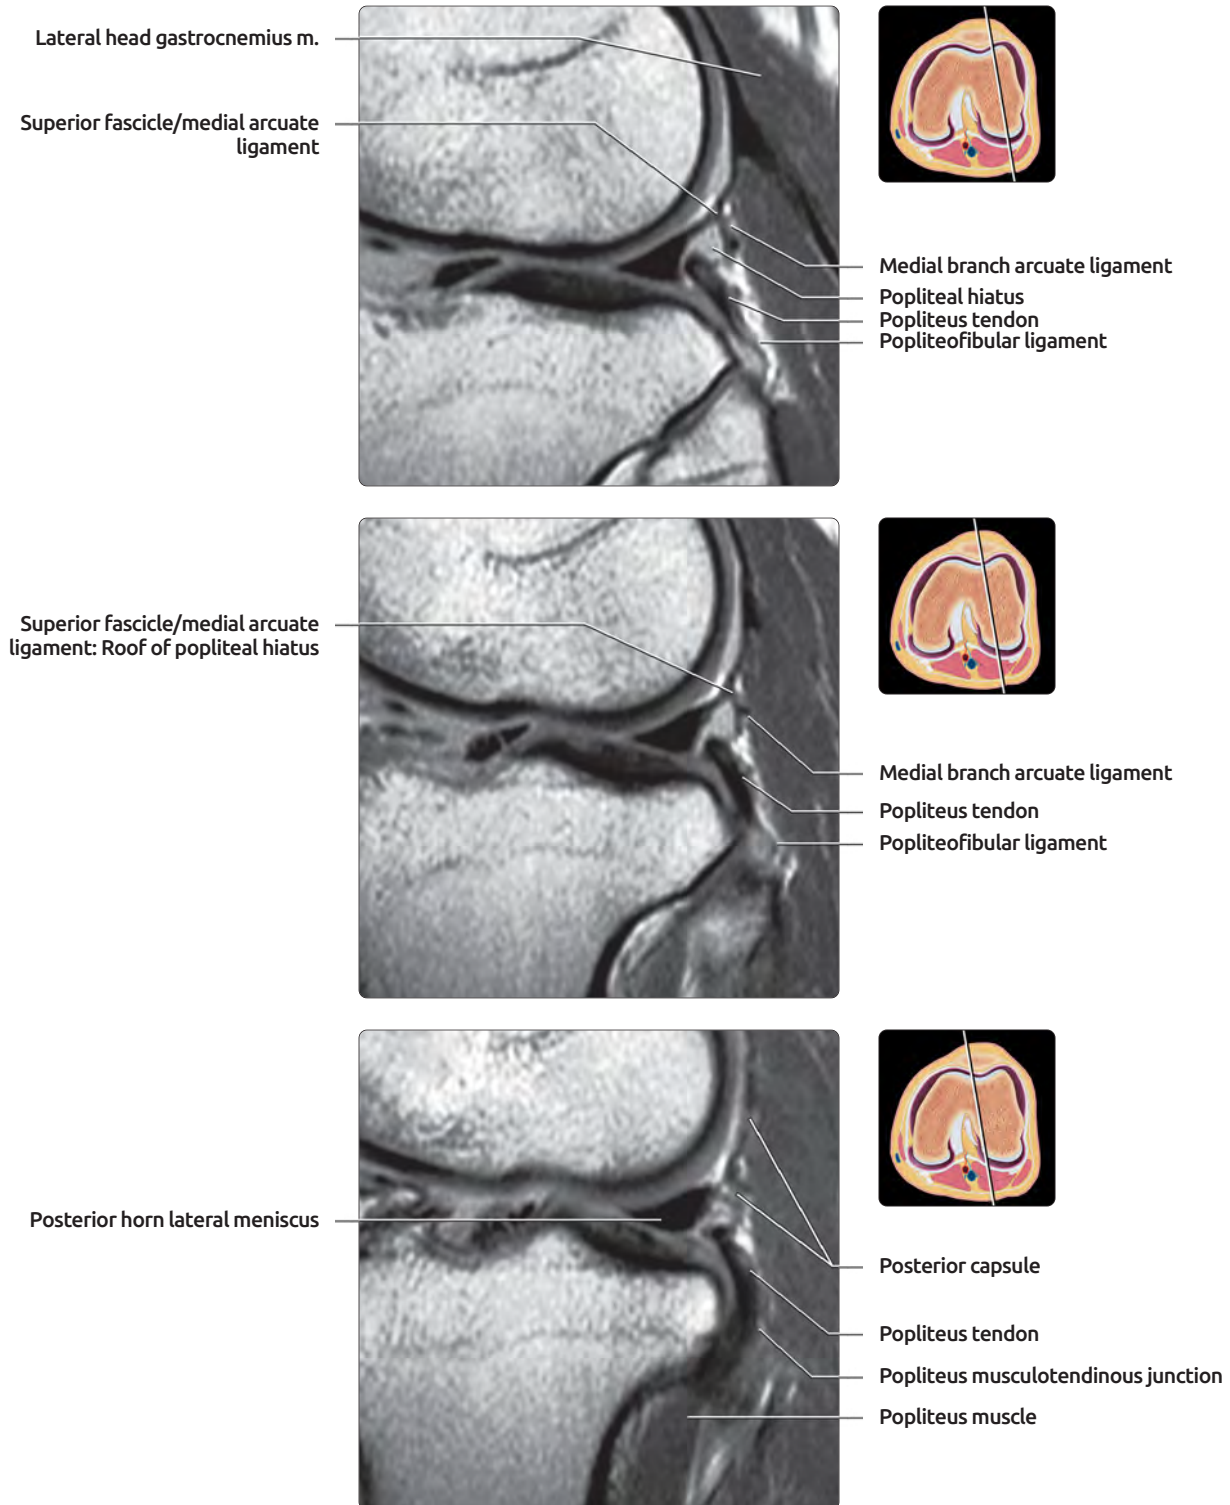 Lateral head gastrocnemius m.
Superior fascicle/medial arcuate
ligament
Medial branch arcuate ligament
Popliteal hiatus
Popliteus tendon
Popliteofibular ligament
Superior fascicle/medial arcuate
ligament: Roof of popliteal hiatus
Medial branch arcuate ligament
Popliteus tendon
Popliteofibular ligament
Posterior horn lateral meniscus
Posterior capsule
Popliteus tendon
Popliteus musculotendinous junction
Popliteus muscle